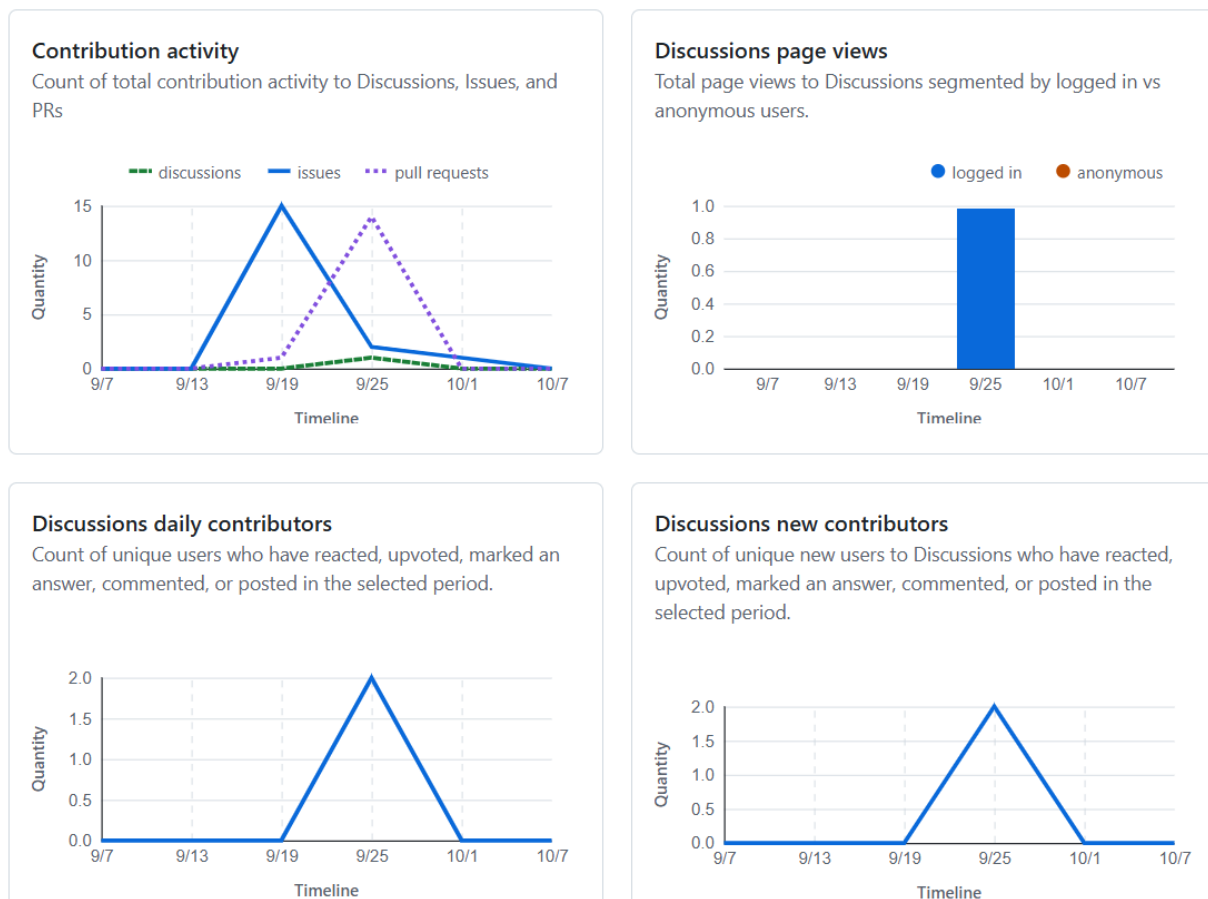 Contribution activity
Count of total contribution activity to Discussions, Issues, and
PRs
discussions issues pull requests
15
10
5
0
Quantity
9/7 9/13 9/19 9/25 10/1 10/7
Timeline
Discussions page views
Total page views to Discussions segmented by logged in vs
anonymous users.
logged in anonymous
1.0
0.8
0.6
0.4
0.2
0.0
Quantity
9/7 9/13 9/19 9/25 10/1 10/7
Timeline
Discussions daily contributors
Count of unique users who have reacted, upvoted, marked an
answer, commented, or posted in the selected period.
2.0
1.5
1.0
0.5
0.0
Quantity
9/7 9/13 9/19 9/25 10/1 10/7
Timeline
Discussions new contributors
Count of unique new users to Discussions who have reacted,
upvoted, marked an answer, commented, or posted in the
selected period.
2.0
1.5
1.0
0.5
0.0
Quantity
9/7 9/13 9/19 9/25 10/1 10/7
Timeline